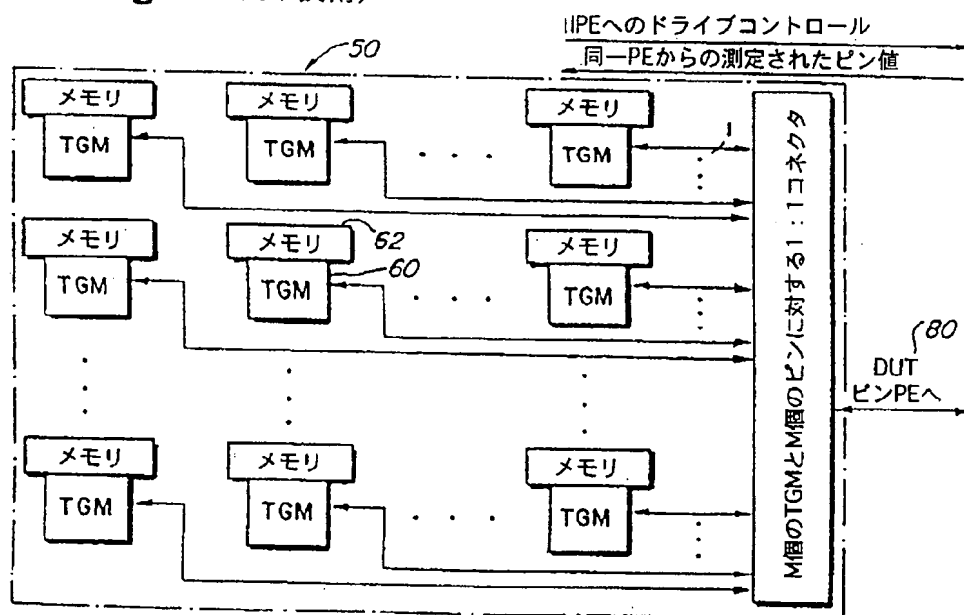 PEへのドライブコントロール
同一PEからの測定されたピン値
50
メモリ メモリ メモリ
TGM TGM TGM
1
メモリ メモリ 62 メモリ
TGM 60 TGM TGM
メモリ メモリ メモリ
TGM TGM TGM
M個のTGMとM個のピンに対する1:1コネクタ
80
DUT
ピンPEへ